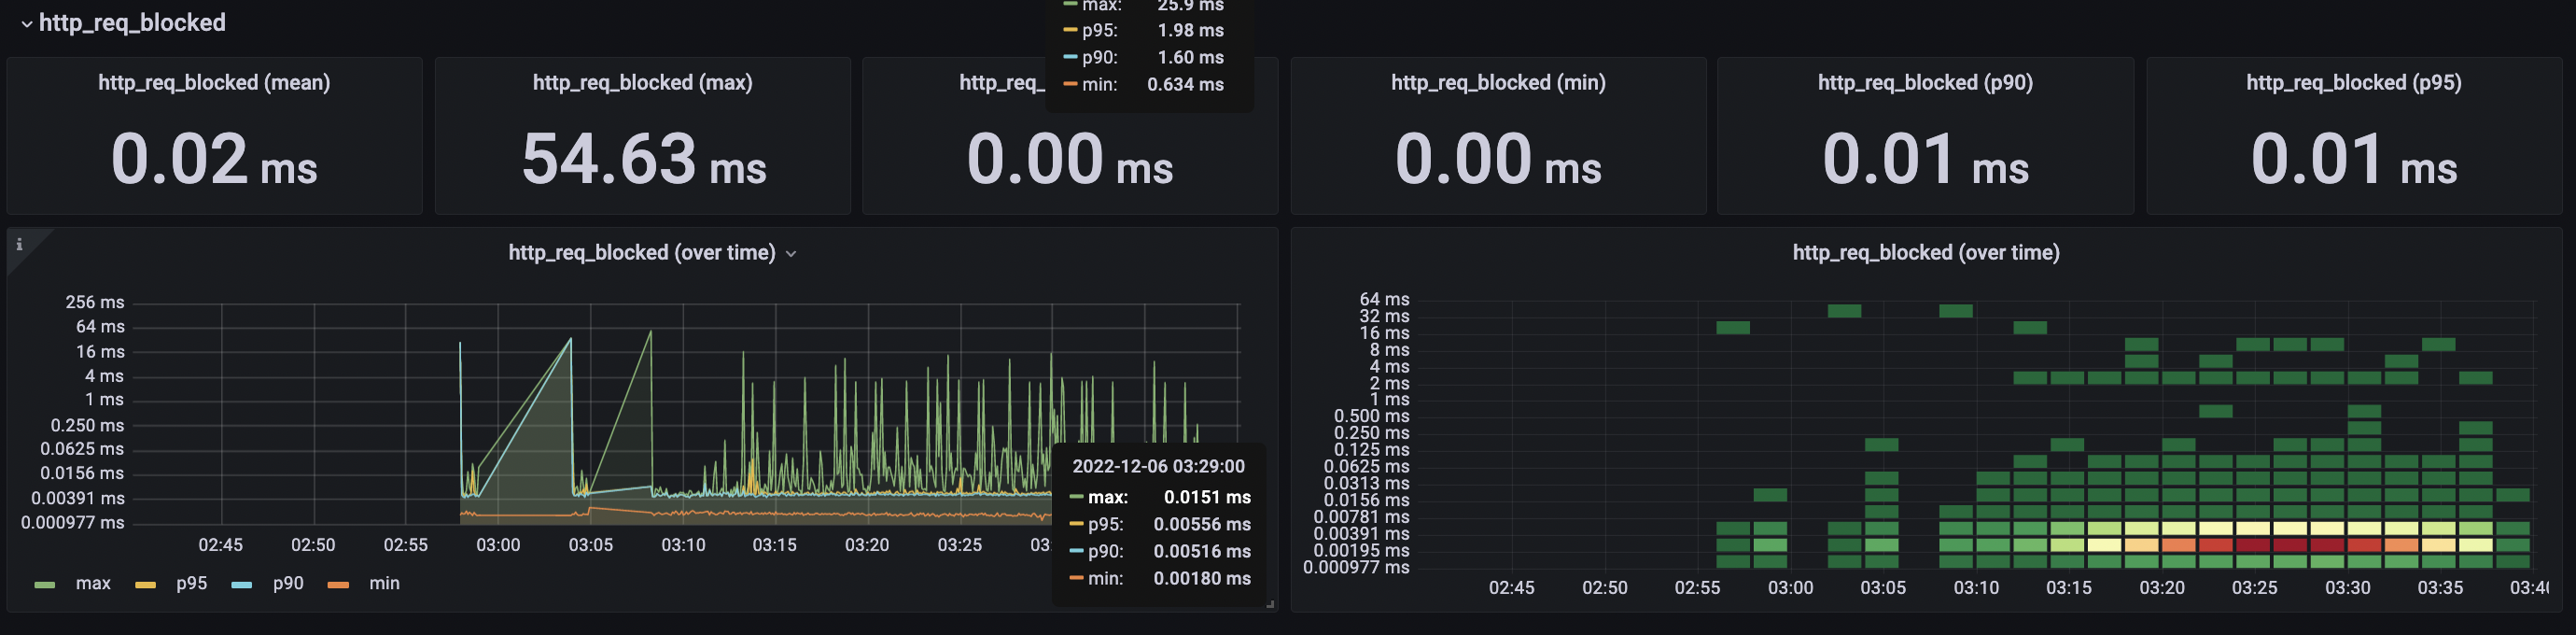 http_req_blocked
max: 25.9 ms
p95: 1.98 ms
p90: 1.60 ms
min: 0.634 ms
http_req_blocked (mean)
0.02 ms
http_req_blocked (max)
54.63 ms
http_req_
0.00 ms
http_req_blocked (min)
0.00 ms
http_req_blocked (p90)
0.01 ms
http_req_blocked (p95)
0.01 ms
i
http_req_blocked (over time)
256 ms
64 ms
16 ms
4 ms
1 ms
0.250 ms
0.0625 ms
0.0156 ms
0.00391 ms
0.000977 ms
02:45 02:50 02:55 03:00 03:05 03:10 03:15 03:20 03:25 03:
max p95 p90 min
2022-12-06 03:29:00
max: 0.0151 ms
p95: 0.00556 ms
p90: 0.00516 ms
min: 0.00180 ms
http_req_blocked (over time)
64 ms
32 ms
16 ms
8 ms
4 ms
2 ms
1 ms
0.500 ms
0.250 ms
0.125 ms
0.0625 ms
0.0313 ms
0.0156 ms
0.00781 ms
0.00391 ms
0.00195 ms
0.000977 ms
02:45 02:50 02:55 03:00 03:05 03:10 03:15 03:20 03:25 03:30 03:35 03:4